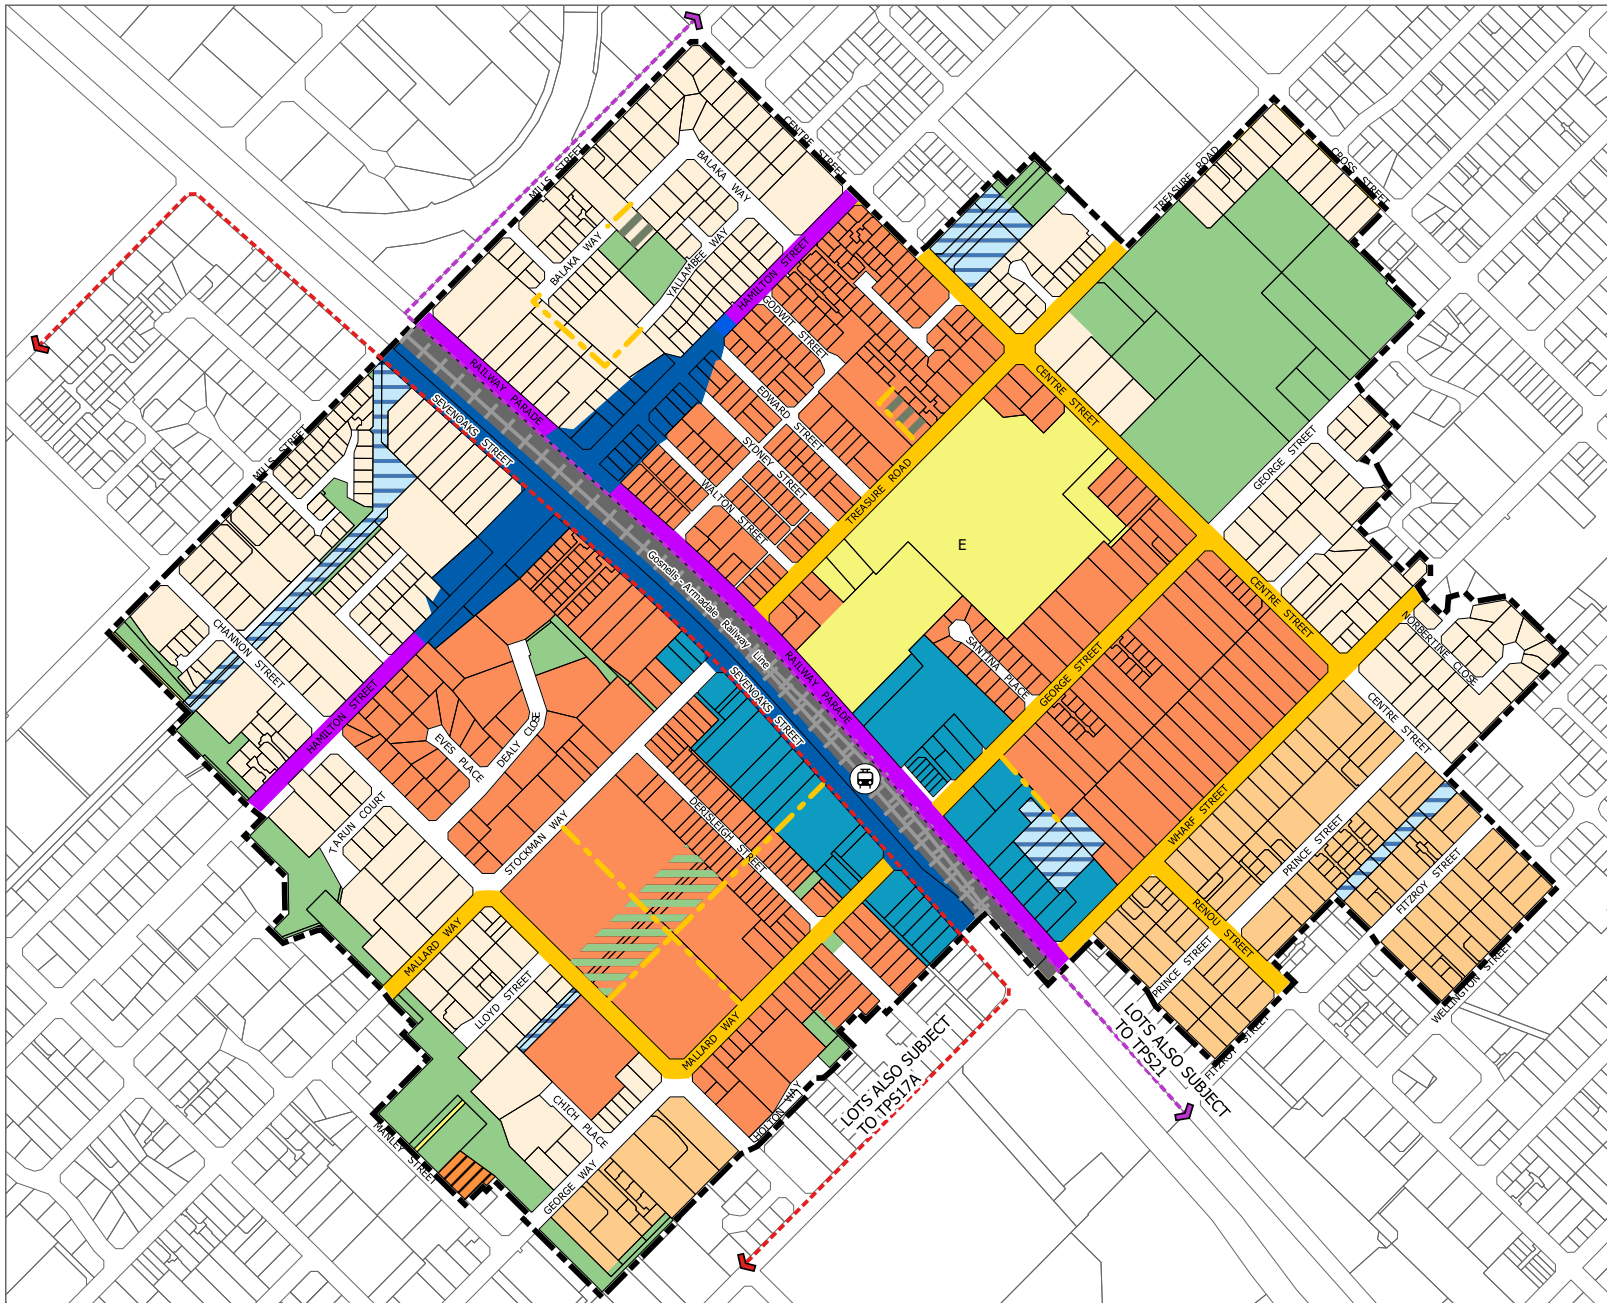 CENTRE STREET
MILLS STREET
BALAKA WAY
TREASURE ROAD
CROSS STREET
BALAKA WAY
YALLAMBEE WAY
HAMILTON STREET
GODWIT STREET
RAILWAY PARADE
SEVENOAKS STREET
EDWARD STREET
CENTRE STREET
SYDNEY STREET
WALTON STREET
TREASURE ROAD
GEORGE STREET
MILLS STREET
E
Gosnells - Armadale Railway Line
CENTRE STREET
NORBERTINE CLOSE
CHANNON STREET
SANTINA PLACE
GEORGE STREET
RAILWAY PARADE
SEVENOAKS STREET
HAMILTON STREET
EVES PLACE
DEALY CLOSE
CENTRE STREET
TARUN COURT
STOCKMAN WAY
DERISLEIGH STREET
WHARF STREET
PRINCE STREET
FITZROY STREET
RENOU STREET
MALLARD WAY
LLOYD STREET
PRINCE STREET
WELLINGTON STREET
FITZROY STREET
MALLARD WAY
LOTS ALSO SUBJECT
TO TPS21
LOTS ALSO SUBJECT
TO TPS17A
HOLTON WAY
CHICH PLACE
MANLEY STREE
GEORGE WAY